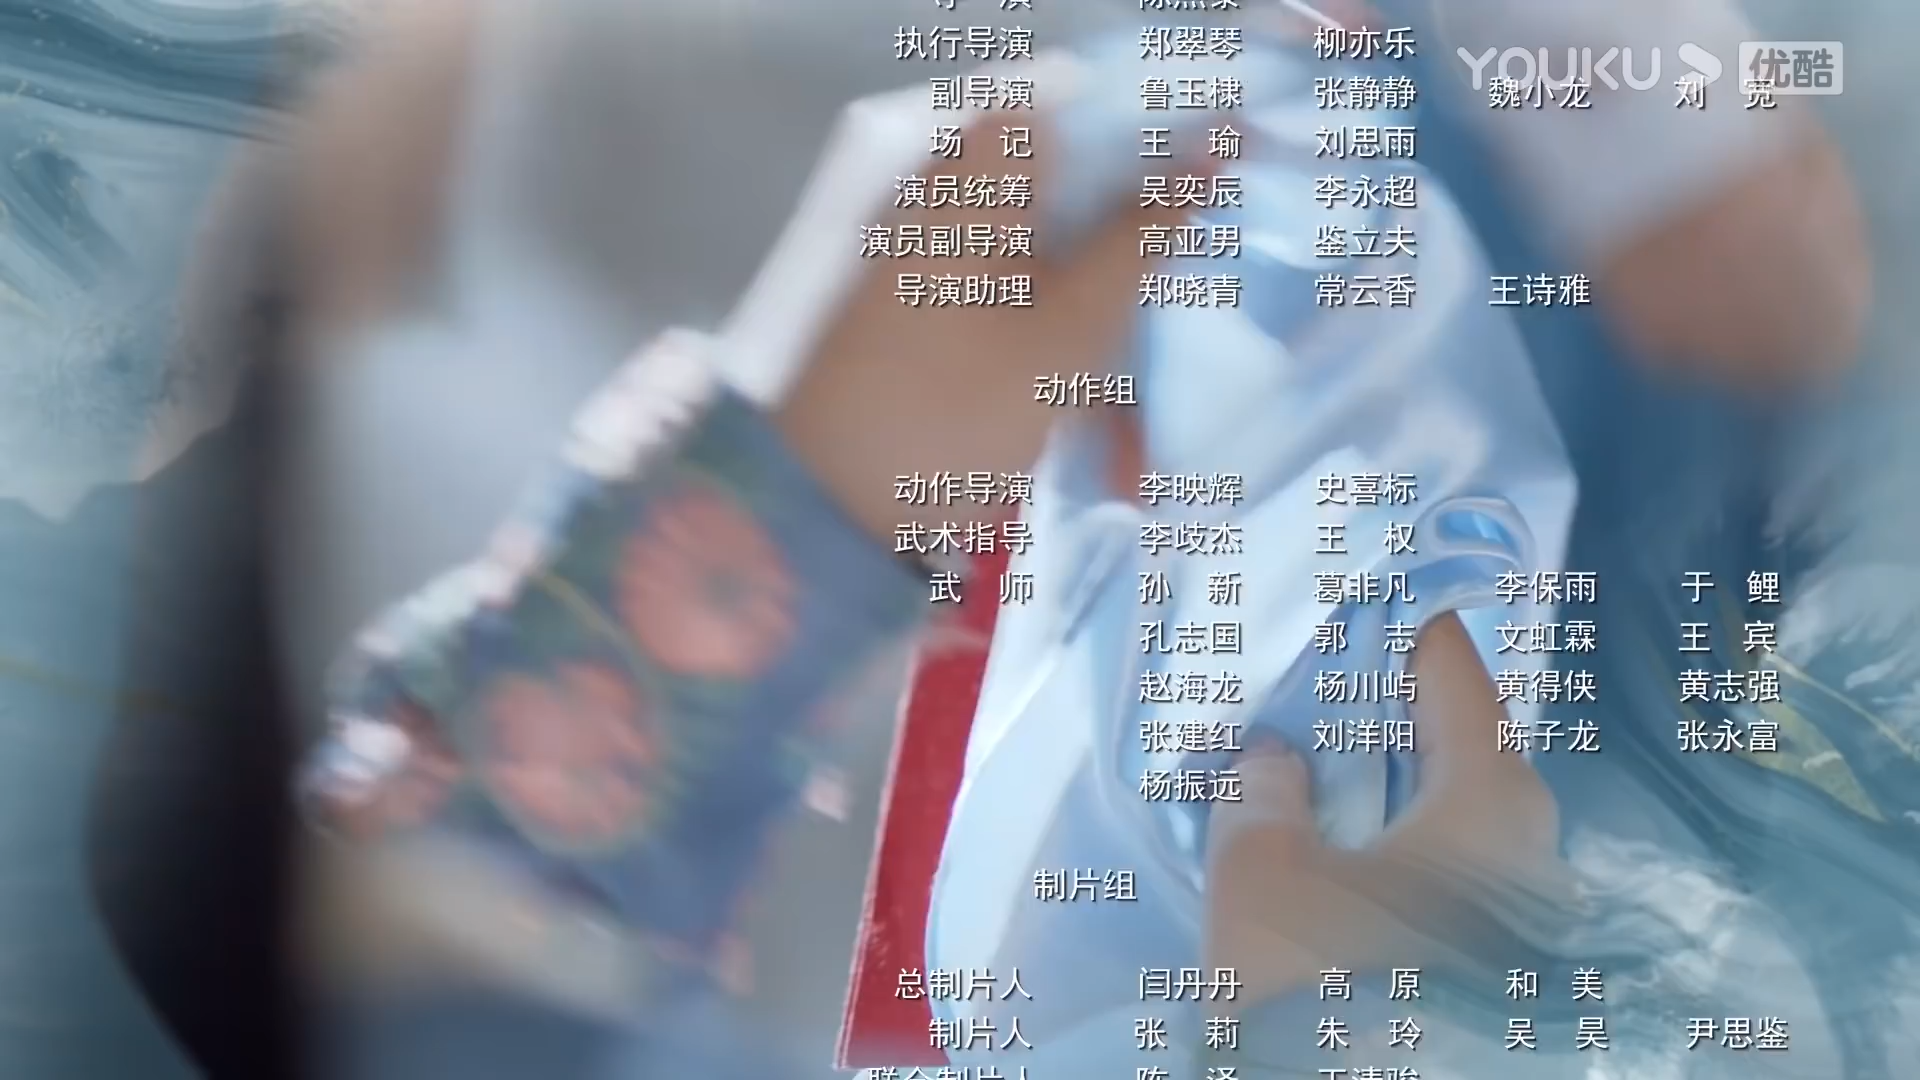 YOUKU 优酷
执行导演 郑翠琴 柳亦乐
副导演 鲁玉棣 张静静 魏小龙 刘 宽
场 记 王 瑜 刘思雨
演员统筹 吴奕辰 李永超
演员副导演 高亚男 鉴立夫
导演助理 郑晓青 常云香 王诗雅
动作组
动作导演 李映辉 史喜标
武术指导 李歧杰 王 权
武 师 孙 新 葛非凡 李保雨 于 鲤
孔志国 郭 志 文虹霖 王 宾
赵海龙 杨川屿 黄得侠 黄志强
张建红 刘洋阳 陈子龙 张永富
杨振远
制片组
总制片人 闫丹丹 高 原 和 美
制片人 张 莉 朱 玲 吴 昊 尹思鉴